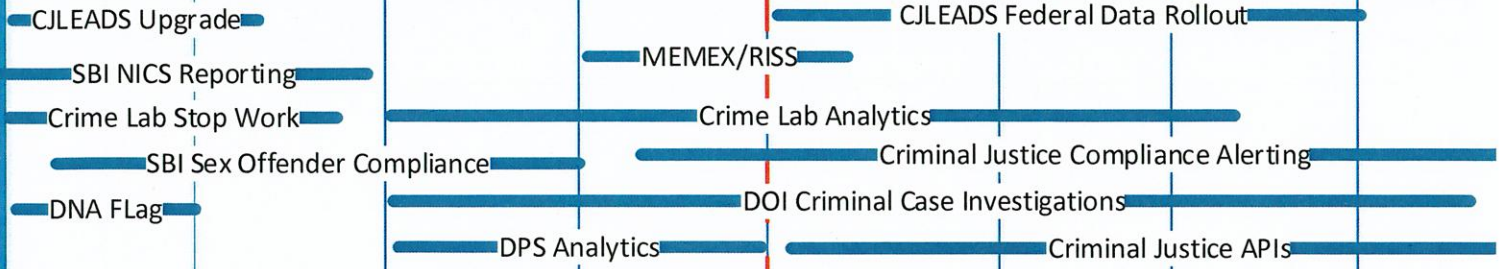 CJLEADS Upgrade
CJLEADS Federal Data Rollout
MEMEX/RISS
SBI NICS Reporting
Crime Lab Stop Work
Crime Lab Analytics
SBI Sex Offender Compliance
Criminal Justice Compliance Alerting
DNA FLag
DOI Criminal Case Investigations
DPS Analytics
Criminal Justice APIs